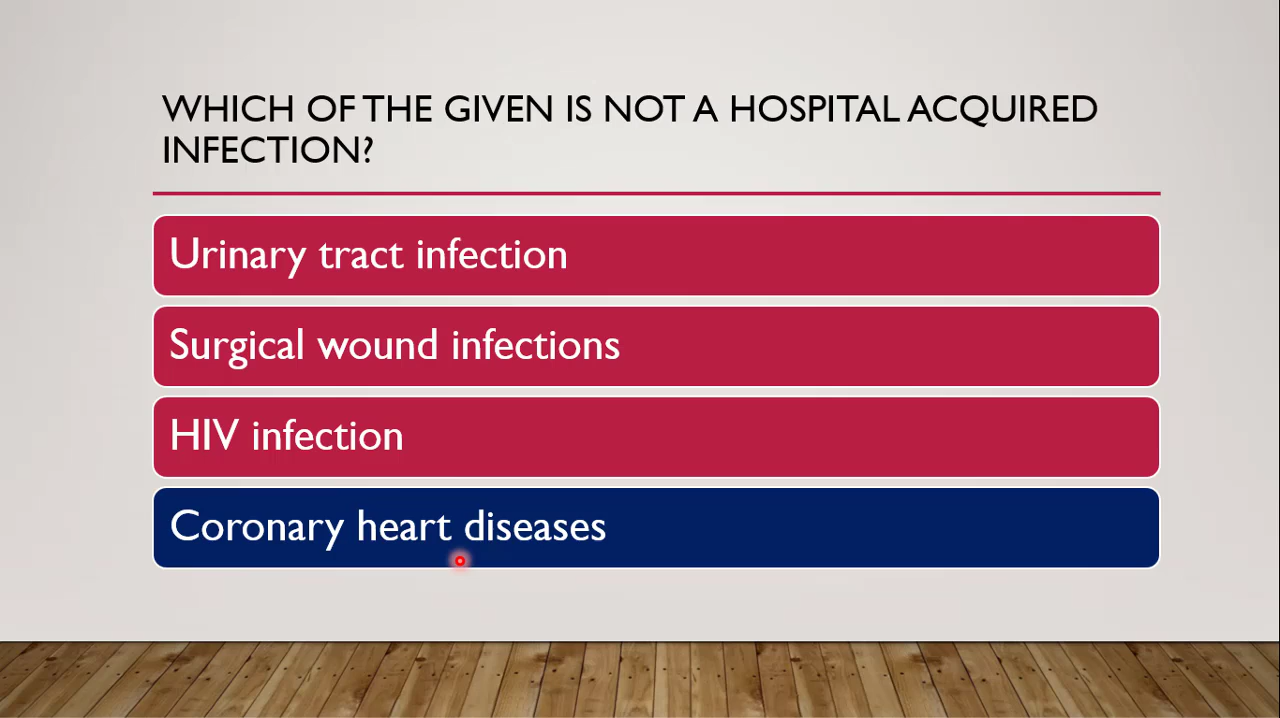 WHICH OF THE GIVEN IS NOT A HOSPITAL ACQUIRED
INFECTION?
Urinary tract infection
Surgical wound infections
HIV infection
Coronary heart diseases